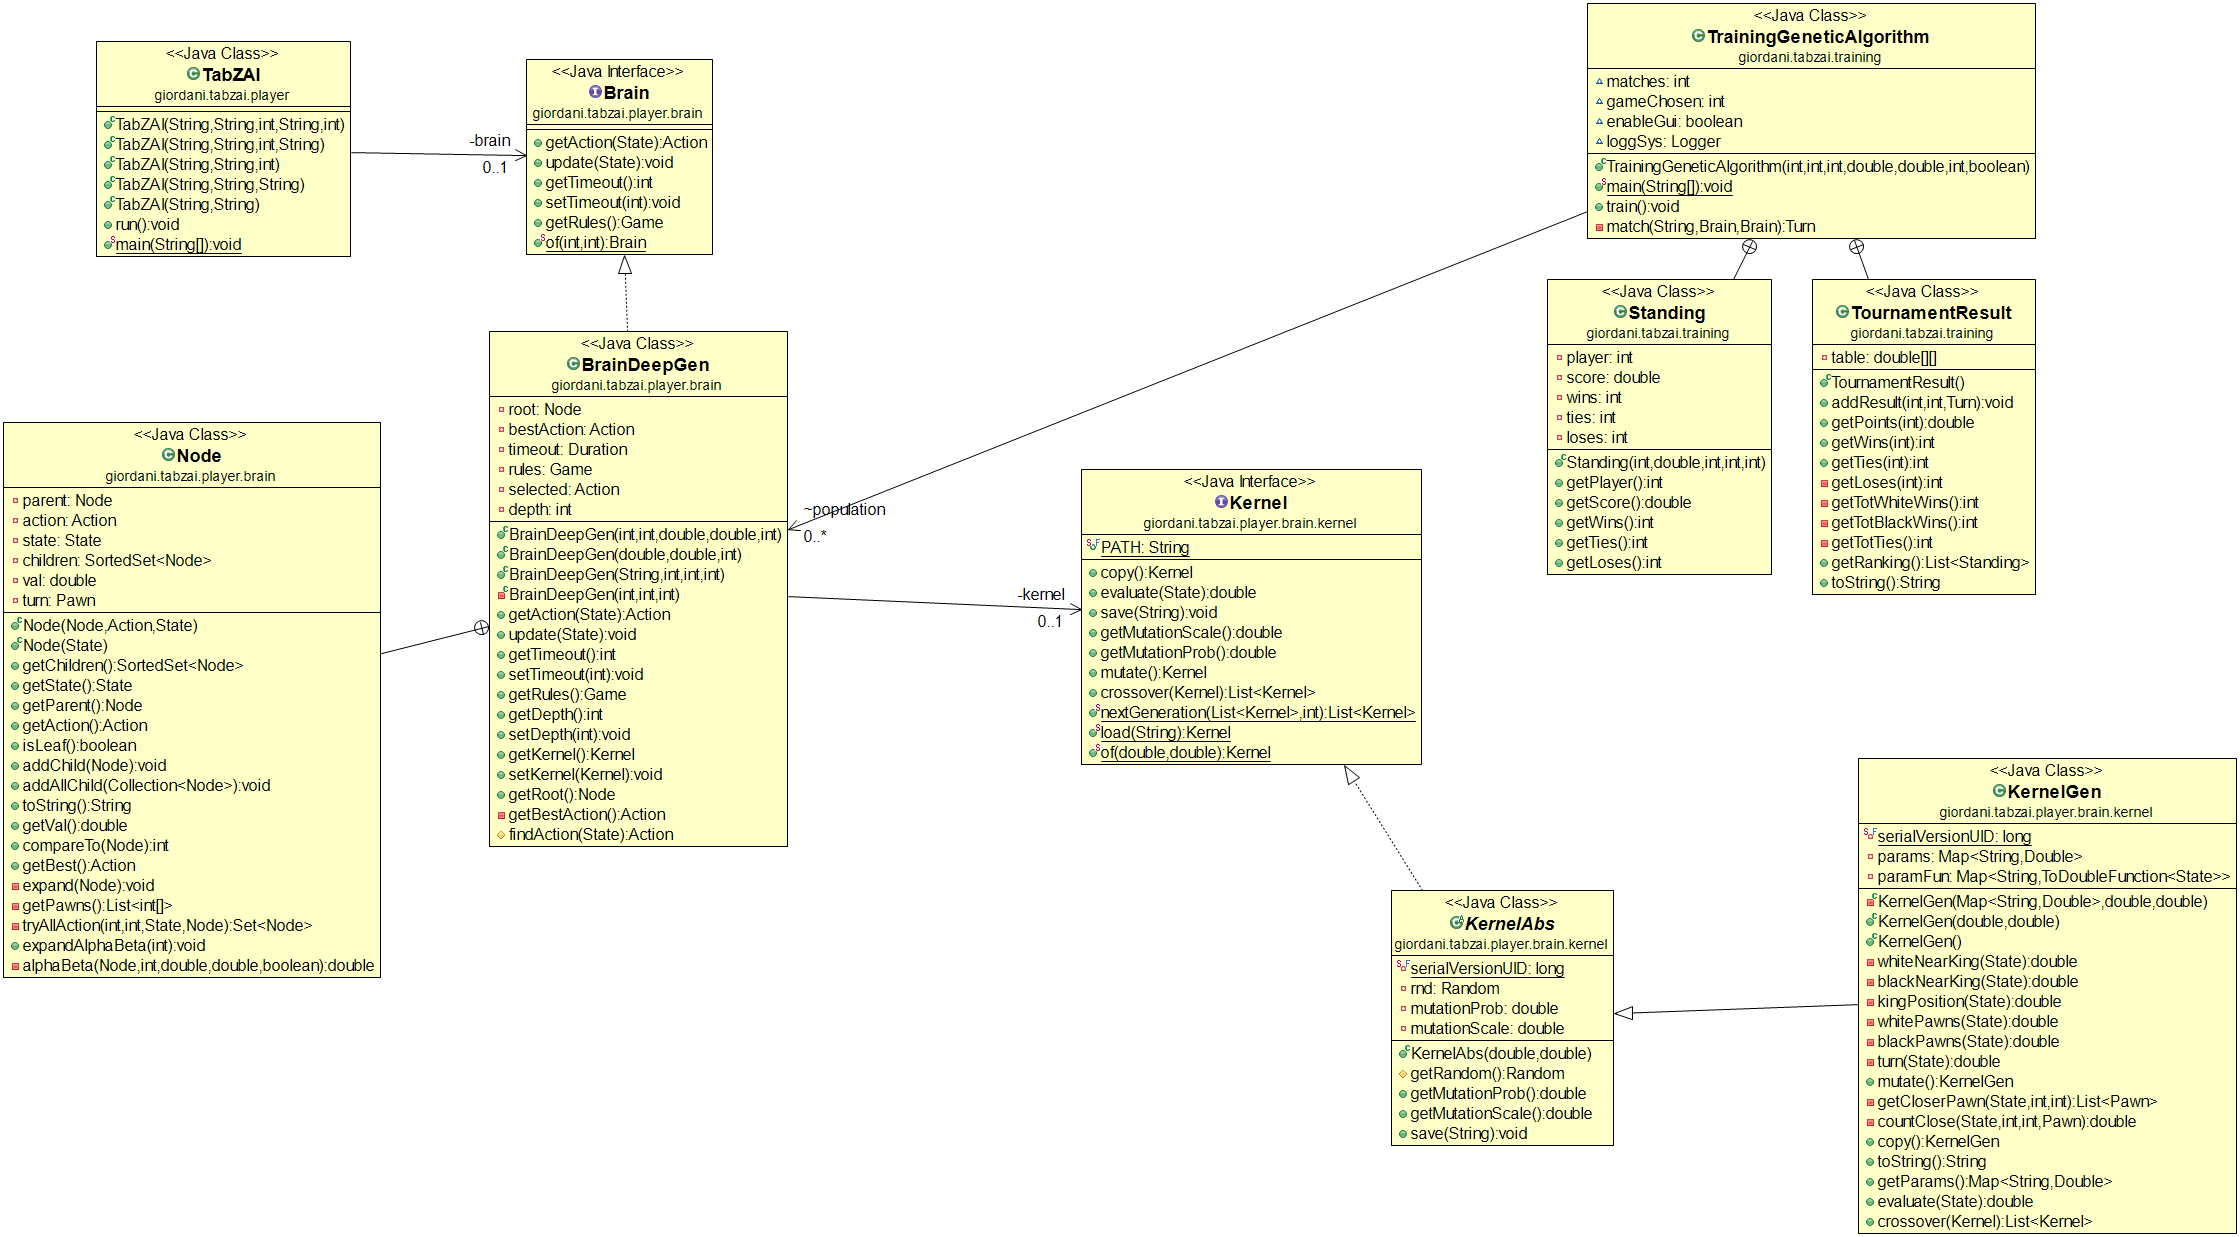 <<Java Class>>
TabZAI
giordani.tabzai.player
TabZAI(String,String,int,String,int)
TabZAI(String,String,int,String)
TabZAI(String,String,int)
TabZAI(String,String,String)
TabZAI(String,String)
run():void
main(String[]):void
-brain
0..1
<<Java Interface>>
Brain
giordani.tabzai.player.brain
getAction(State):Action
update(State):void
getTimeout():int
setTimeout(int):void
getRules():Game
of(int,int):Brain
<<Java Class>>
TrainingGeneticAlgorithm
giordani.tabzai.training
matches: int
gameChosen: int
enableGui: boolean
loggSys: Logger
TrainingGeneticAlgorithm(int,int,int,double,double,int,boolean)
main(String[]):void
train():void
match(String,Brain,Brain):Turn
<<Java Class>>
Standing
giordani.tabzai.training
player: int
score: double
wins: int
ties: int
loses: int
Standing(int,double,int,int,int)
getPlayer():int
getScore():double
getWins():int
getTies():int
getLoses():int
<<Java Class>>
TournamentResult
giordani.tabzai.training
table: double[][]
TournamentResult()
addResult(int,int,Turn):void
getPoints(int):double
getWins(int):int
getTies(int):int
getLoses(int):int
getTotWhiteWins():int
getTotBlackWins():int
getTotTies():int
getRanking():List<Standing>
toString():String
<<Java Class>>
BrainDeepGen
giordani.tabzai.player.brain
root: Node
bestAction: Action
timeout: Duration
rules: Game
selected: Action
depth: int
BrainDeepGen(int,int,double,double,int)
BrainDeepGen(double,double,int)
BrainDeepGen(String,int,int,int)
BrainDeepGen(int,int,int)
getAction(State):Action
update(State):void
getTimeout():int
setTimeout(int):void
getRules():Game
getDepth():int
setDepth(int):void
getKernel():Kernel
setKernel(Kernel):void
getRoot():Node
getBestAction():Action
findAction(State):Action
~population
0..*
-kernel
0..1
<<Java Class>>
Node
giordani.tabzai.player.brain
parent: Node
action: Action
state: State
children: SortedSet<Node>
val: double
turn: Pawn
Node(Node,Action,State)
Node(State)
getChildren():SortedSet<Node>
getState():State
getParent():Node
getAction():Action
isLeaf():boolean
addChild(Node):void
addAllChild(Collection<Node>):void
toString():String
getVal():double
compareTo(Node):int
getBest():Action
expand(Node):void
getPawns():List<int[]>
tryAllAction(int,int,State,Node):Set<Node>
expandAlphaBeta(int):void
alphaBeta(Node,int,double,double,boolean):double
<<Java Interface>>
Kernel
giordani.tabzai.player.brain.kernel
PATH: String
copy():Kernel
evaluate(State):double
save(String):void
getMutationScale():double
getMutationProb():double
mutate():Kernel
crossover(Kernel):List<Kernel>
nextGeneration(List<Kernel>,int):List<Kernel>
load(String):Kernel
of(double,double):Kernel
<<Java Class>>
KernelAbs
giordani.tabzai.player.brain.kernel
serialVersionUID: long
rnd: Random
mutationProb: double
mutationScale: double
KernelAbs(double,double)
getRandom():Random
getMutationProb():double
getMutationScale():double
save(String):void
<<Java Class>>
KernelGen
giordani.tabzai.player.brain.kernel
serialVersionUID: long
params: Map<String,Double>
paramFun: Map<String,ToDoubleFunction<State>>
KernelGen(Map<String,Double>,double,double)
KernelGen(double,double)
KernelGen()
whiteNearKing(State):double
blackNearKing(State):double
kingPosition(State):double
whitePawns(State):double
blackPawns(State):double
turn(State):double
mutate():KernelGen
getCloserPawn(State,int,int):List<Pawn>
countClose(State,int,int,Pawn):double
copy():KernelGen
toString():String
getParams():Map<String,Double>
evaluate(State):double
crossover(Kernel):List<Kernel>